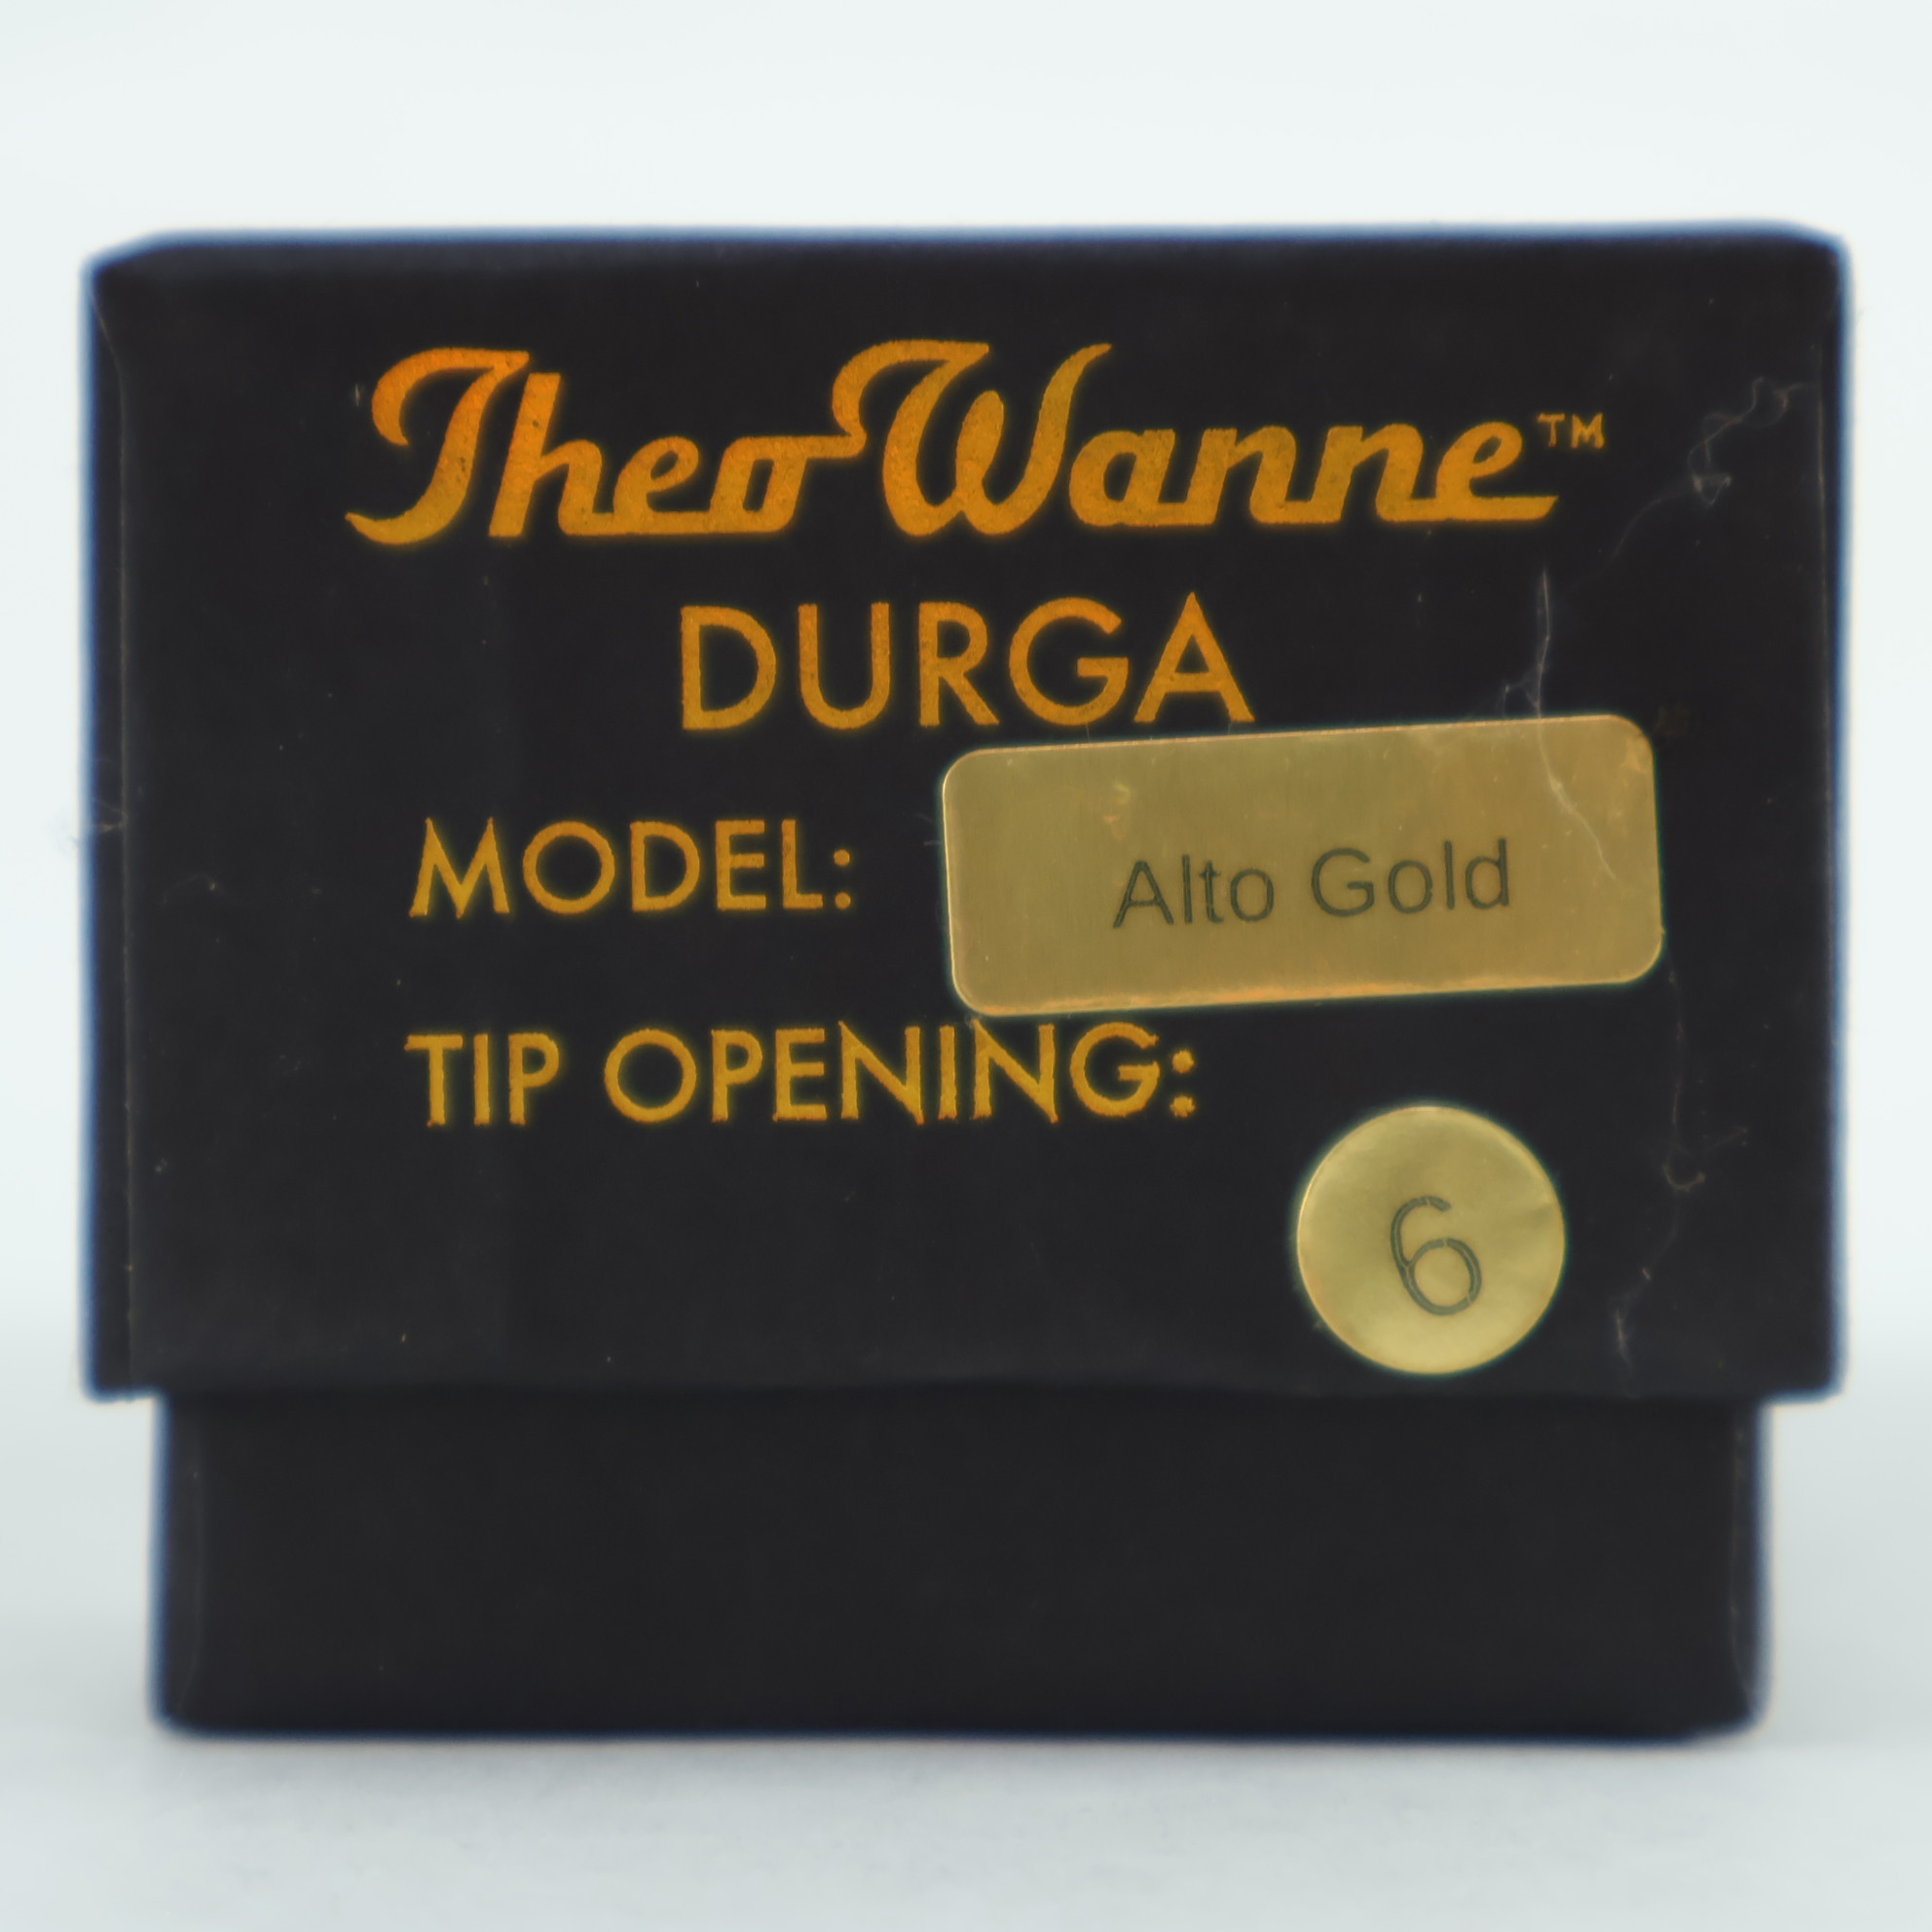 Theo Wanne™
DURGA
MODEL: Alto Gold
TIP OPENING:
6